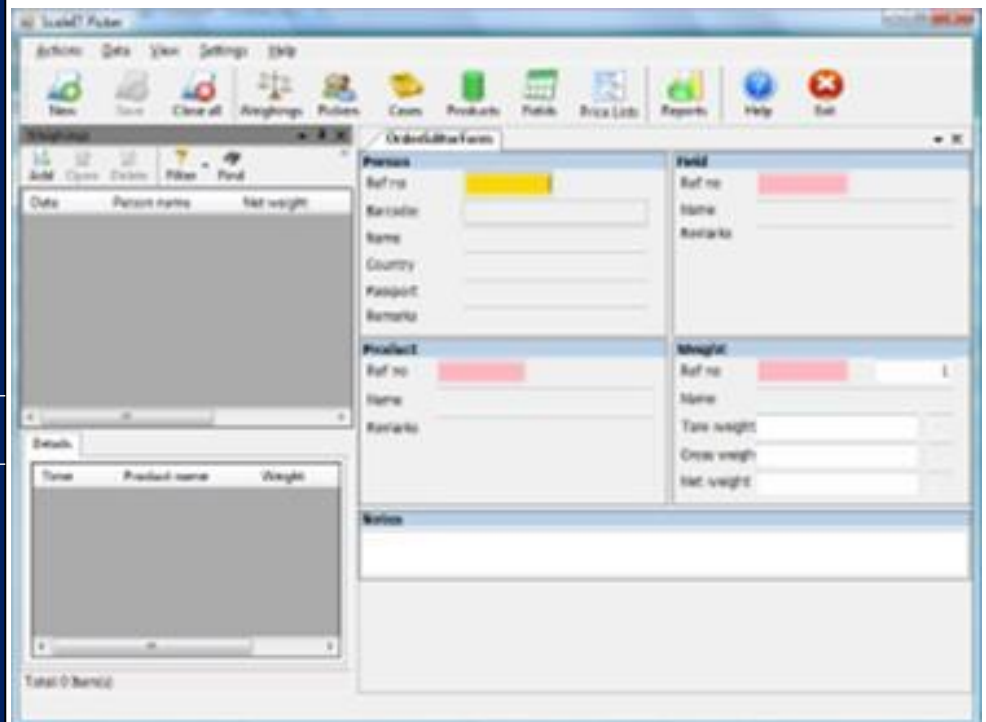 ScaleIT Picker
Actions Data View Settings Help
New Save Clear all Weighings Pickers Cases Products Fields Price Lists Reports Help Exit
Weighings
Add Open Delete Filter Find
Date Person name Net weight
Details
Time Product name Weight
Total 0 Item(s)
OrderEditorForm
Person
Ref no
Barcode
Name
Country
Passport
Remarks
Field
Ref no
Name
Remarks
Product
Ref no
Name
Remarks
Weight
Ref no 1
Name
Tare weight
Gross weigh
Net weight
Notes